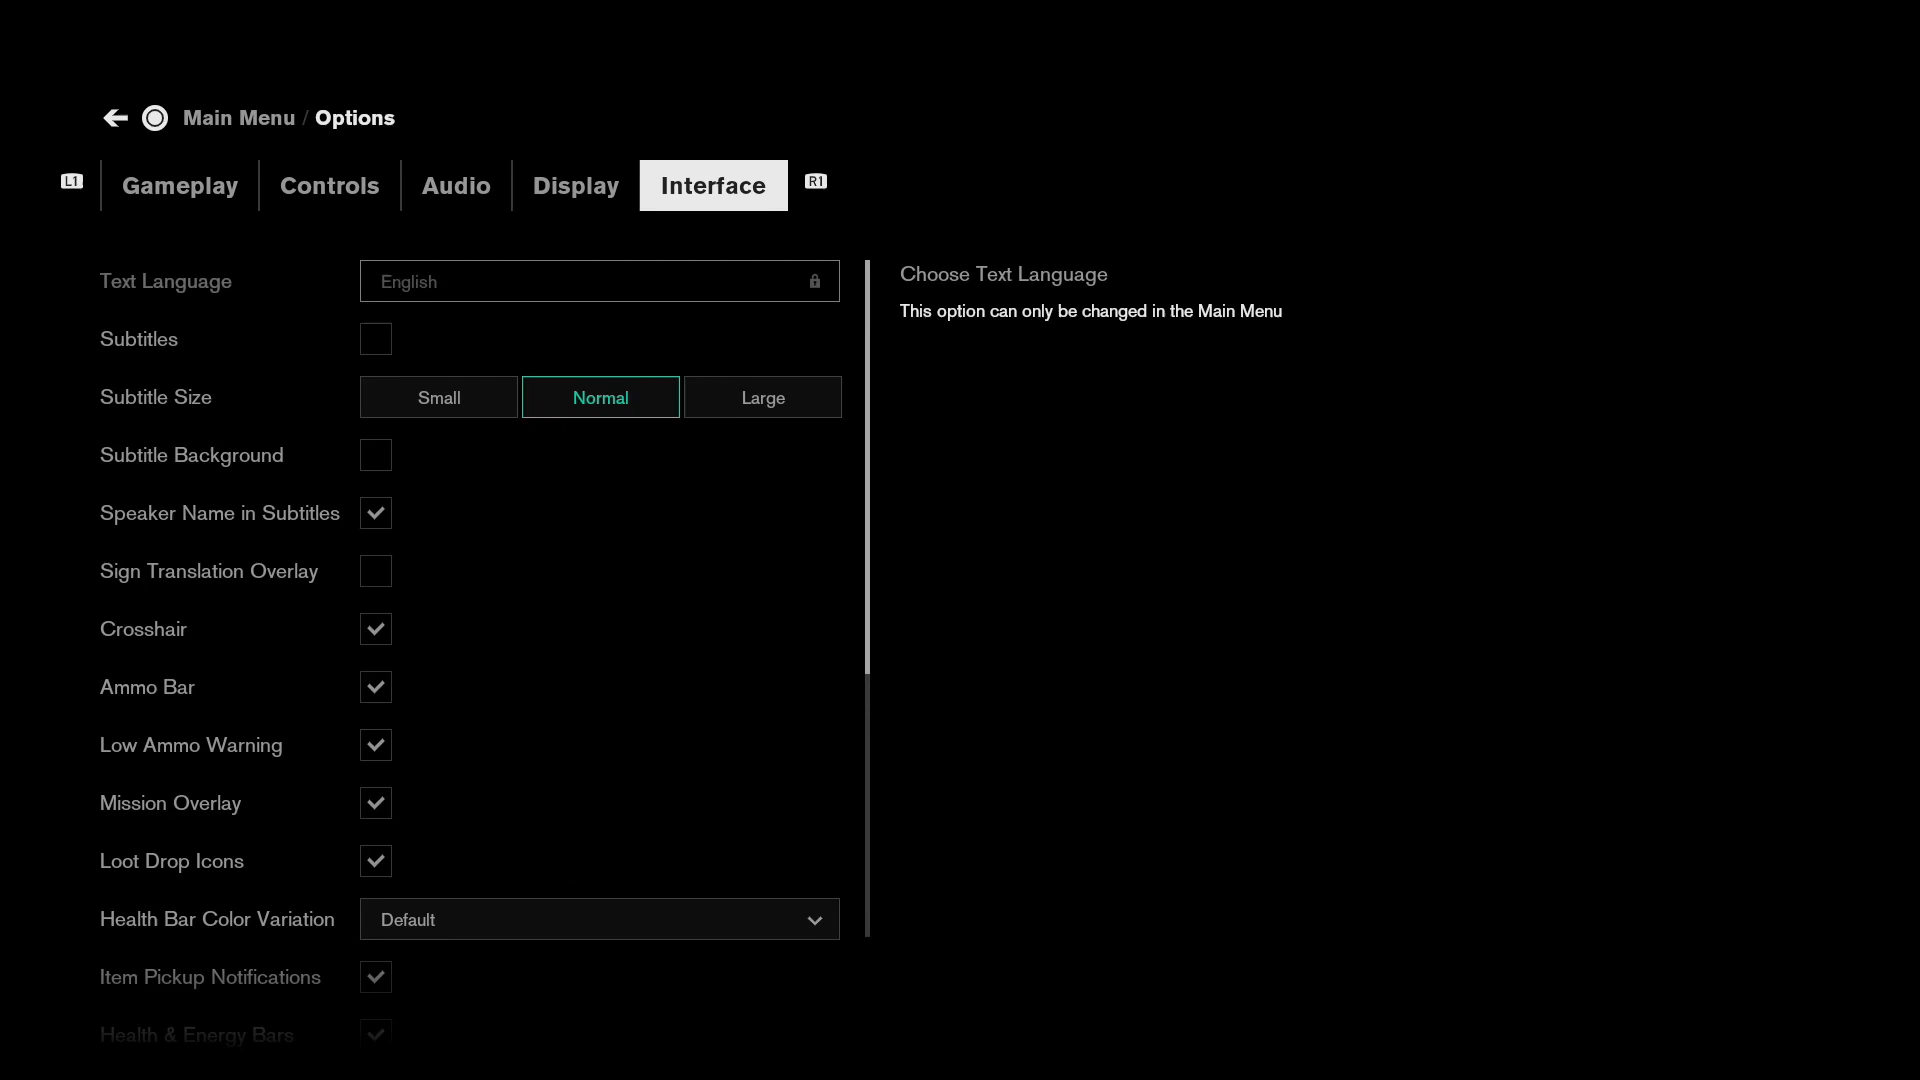 Main Menu / Options
L1 Gameplay Controls Audio Display Interface R1
Text Language English
Choose Text Language
This option can only be changed in the Main Menu
Subtitles
Subtitle Size Small Normal Large
Subtitle Background
Speaker Name in Subtitles
Sign Translation Overlay
Crosshair
Ammo Bar
Low Ammo Warning
Mission Overlay
Loot Drop Icons
Health Bar Color Variation Default
Item Pickup Notifications
Health & Energy Bars